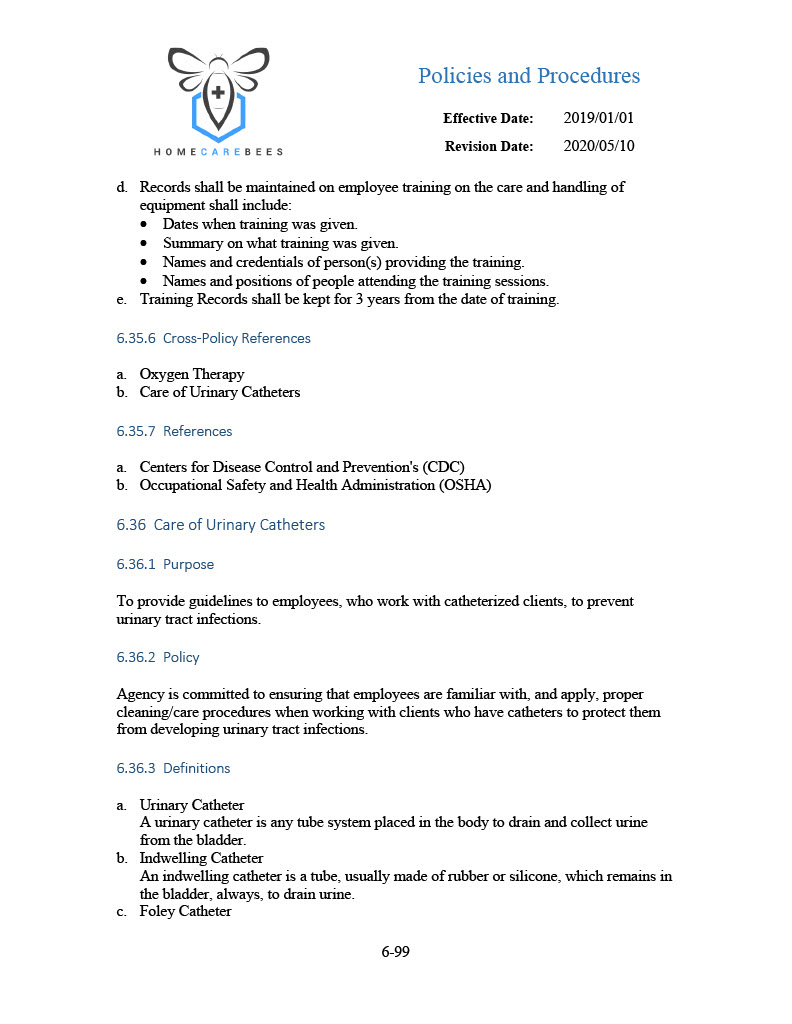 HOMECAREBEES
Policies and Procedures
Effective Date: 2019/01/01
Revision Date: 2020/05/10
d. Records shall be maintained on employee training on the care and handling of
equipment shall include:
• Dates when training was given.
• Summary on what training was given.
• Names and credentials of person(s) providing the training.
• Names and positions of people attending the training sessions.
e. Training Records shall be kept for 3 years from the date of training.
6.35.6 Cross-Policy References
a. Oxygen Therapy
b. Care of Urinary Catheters
6.35.7 References
a. Centers for Disease Control and Prevention's (CDC)
b. Occupational Safety and Health Administration (OSHA)
6.36 Care of Urinary Catheters
6.36.1 Purpose
To provide guidelines to employees, who work with catheterized clients, to prevent
urinary tract infections.
6.36.2 Policy
Agency is committed to ensuring that employees are familiar with, and apply, proper
cleaning/care procedures when working with clients who have catheters to protect them
from developing urinary tract infections.
6.36.3 Definitions
a. Urinary Catheter
A urinary catheter is any tube system placed in the body to drain and collect urine
from the bladder.
b. Indwelling Catheter
An indwelling catheter is a tube, usually made of rubber or silicone, which remains in
the bladder, always, to drain urine.
c. Foley Catheter
6-99